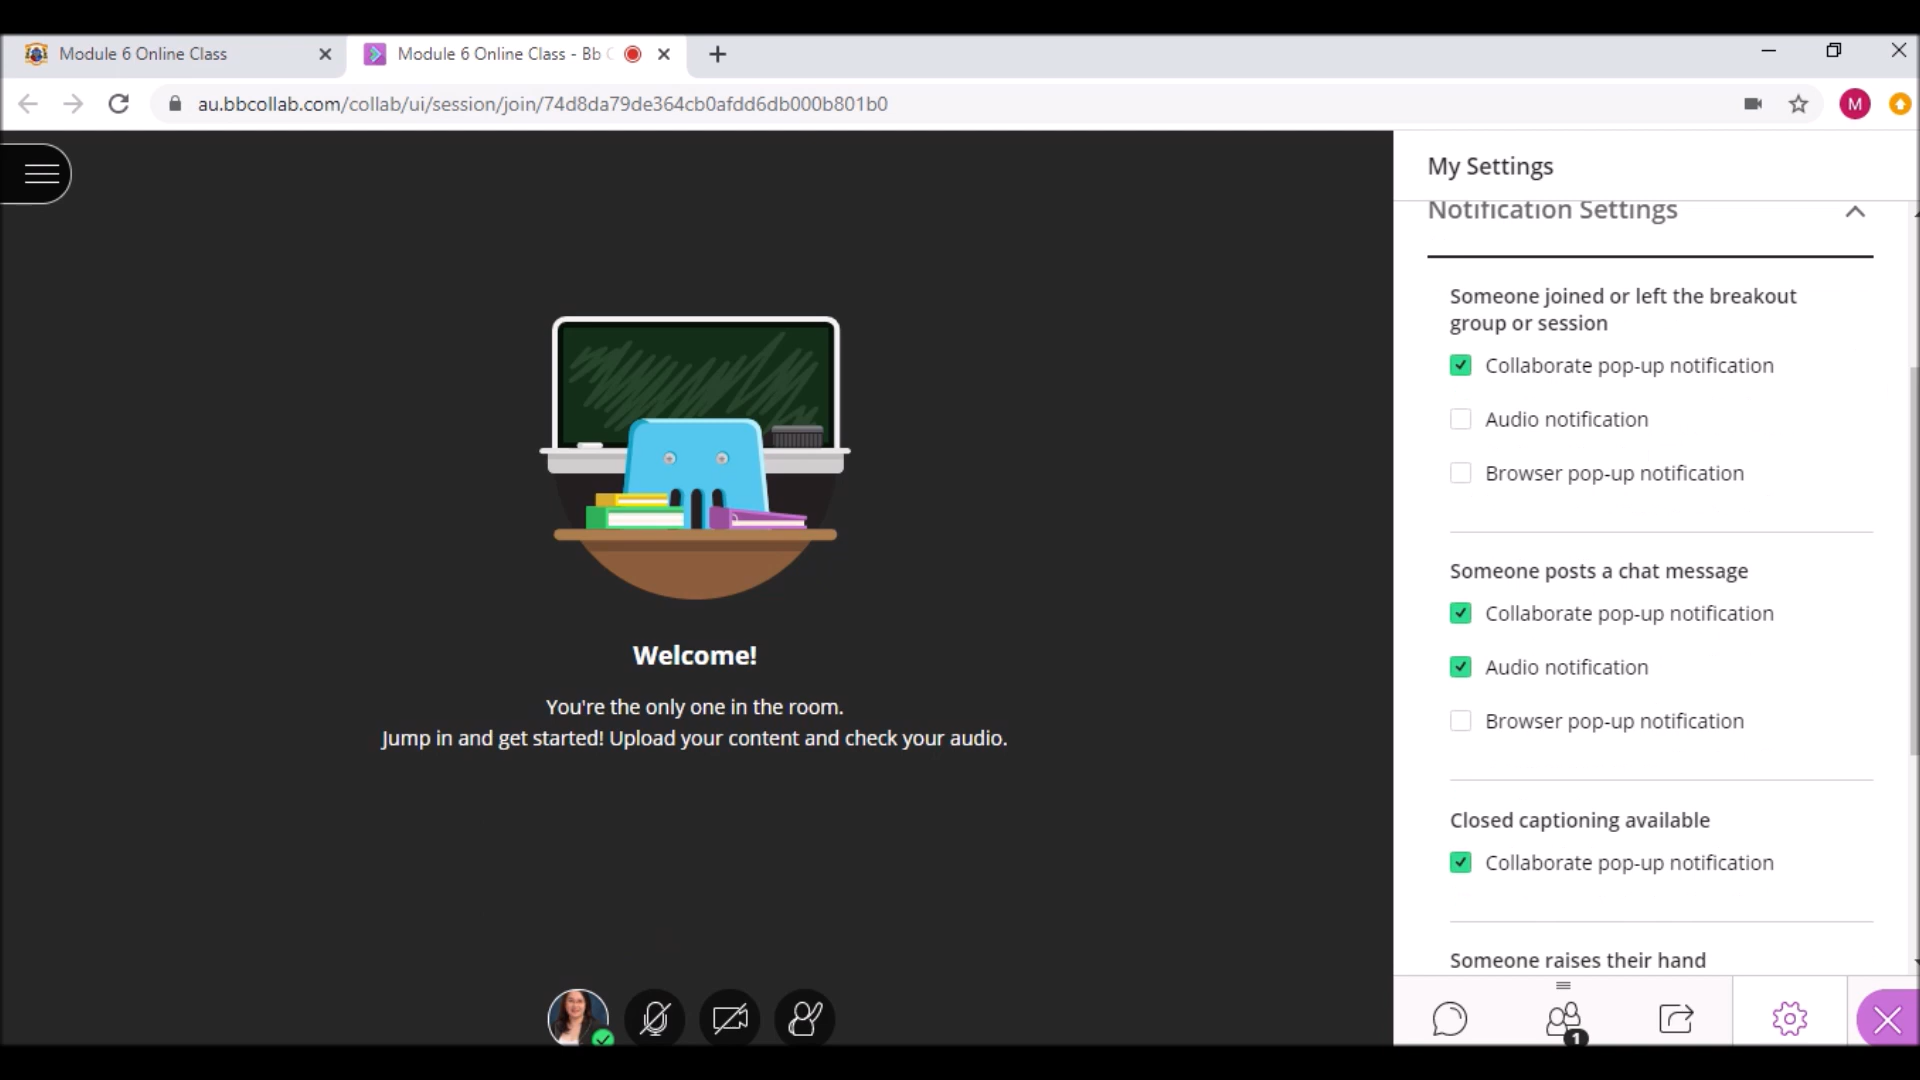 Module 6 Online Class
Module 6 Online Class - Bb
au.bbcollab.com/collab/ui/session/join/74d8da79de364cb0afdd6db000b801b0
M
My Settings
Notification Settings
Someone joined or left the breakout
group or session
Collaborate pop-up notification
Audio notification
Browser pop-up notification
Someone posts a chat message
Collaborate pop-up notification
Audio notification
Browser pop-up notification
Closed captioning available
Collaborate pop-up notification
Someone raises their hand
Welcome!
You're the only one in the room.
Jump in and get started! Upload your content and check your audio.
1